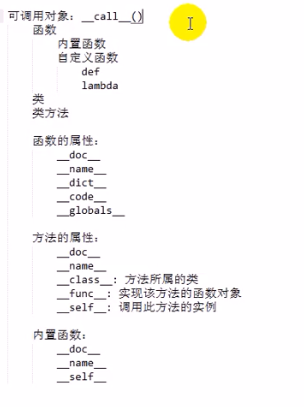 可调用对象：__call__()
函数
内置函数
自定义函数
def
lambda
类
类方法
函数的属性：
__doc__
__name__
__dict__
__code__
__globals__
方法的属性：
__doc__
__name__
__class__: 方法所属的类
__func__: 实现该方法的函数对象
__self__: 调用此方法的实例
内置函数：
__doc__
__name__
__self__